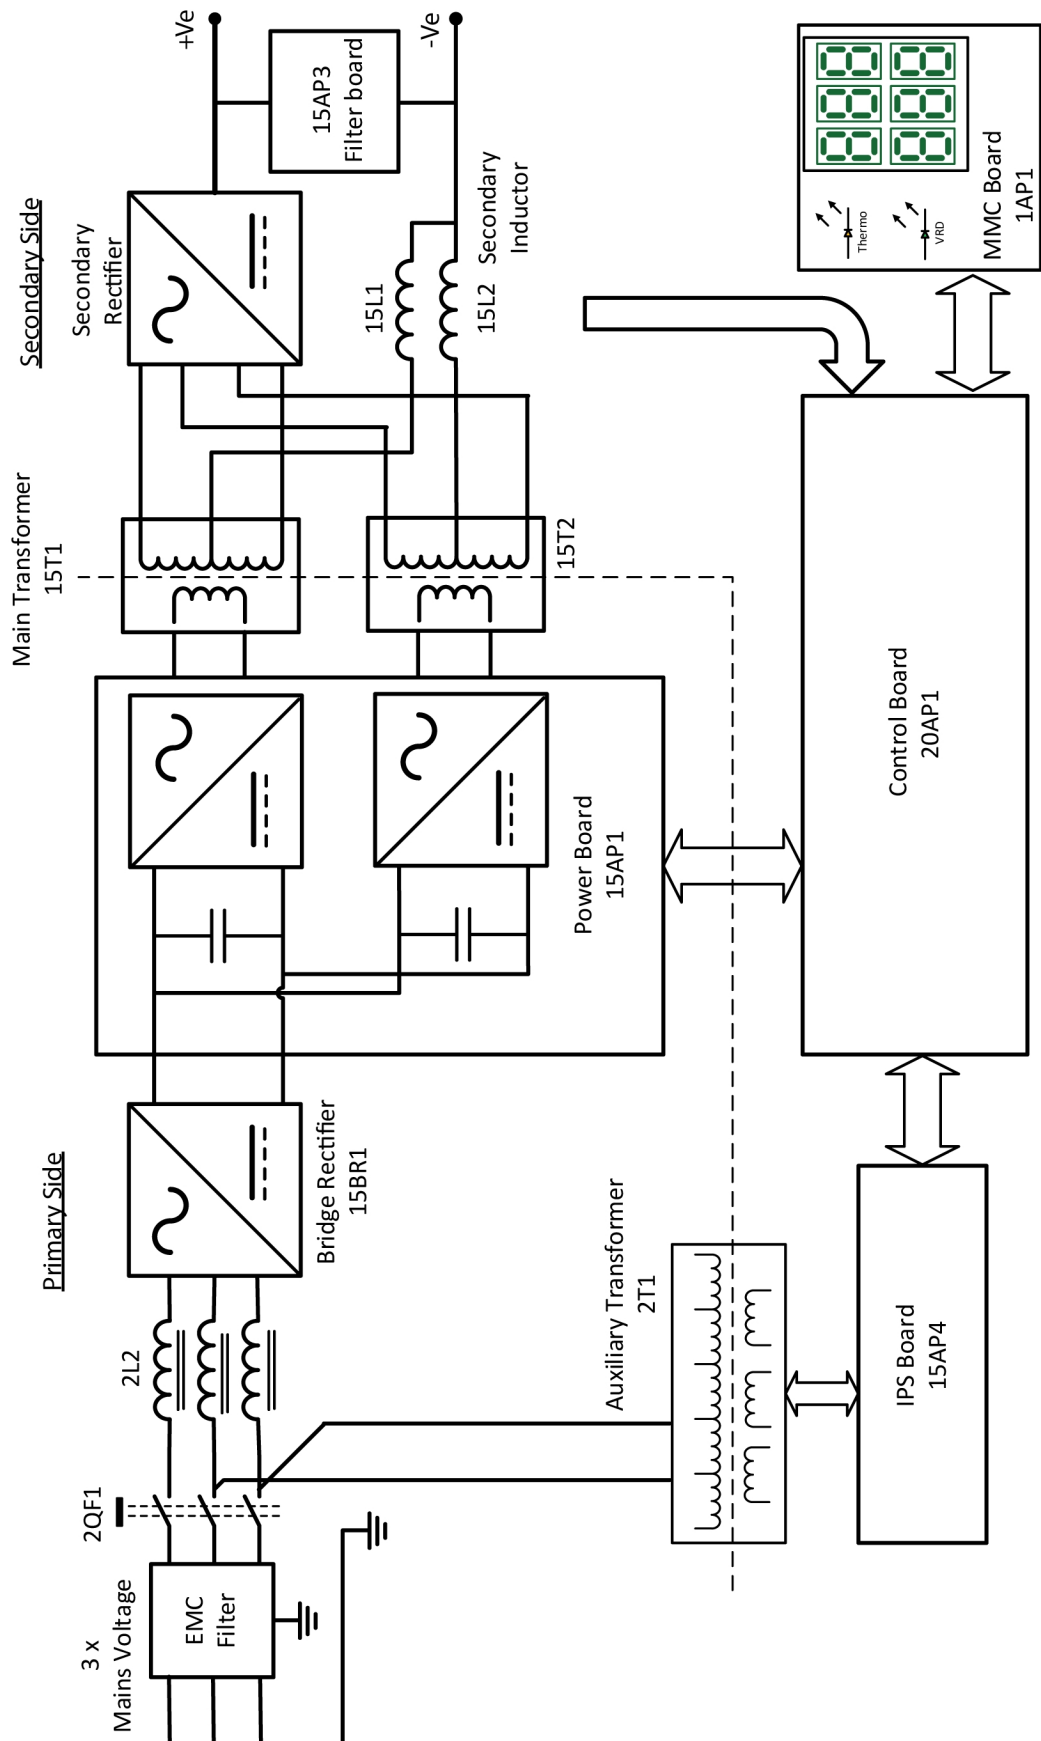 Primary Side
Secondary Side
3 x
Mains Voltage
EMC
Filter
2QF1
2L2
Bridge Rectifier
15BR1
Power Board
15AP1
Main Transformer
15T1
15T2
Secondary
Rectifier
15L1
15L2
Secondary
Inductor
15AP3
Filter board
+Ve
-Ve
Auxiliary Transformer
2T1
IPS Board
15AP4
Control Board
20AP1
Thermo
VRD
888
888
MMC Board
1AP1